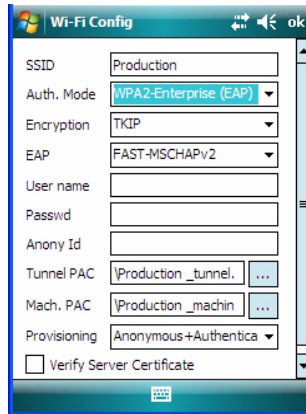 Wi-Fi Config ok
SSID Production
Auth. Mode WPA2-Enterprise (EAP)
Encryption TKIP
EAP FAST-MSCHAPv2
User name
Passwd
Anony Id
Tunnel PAC \Production _tunnel. ...
Mach. PAC \Production _machin ...
Provisioning Anonymous+Authentica
Verify Server Certificate